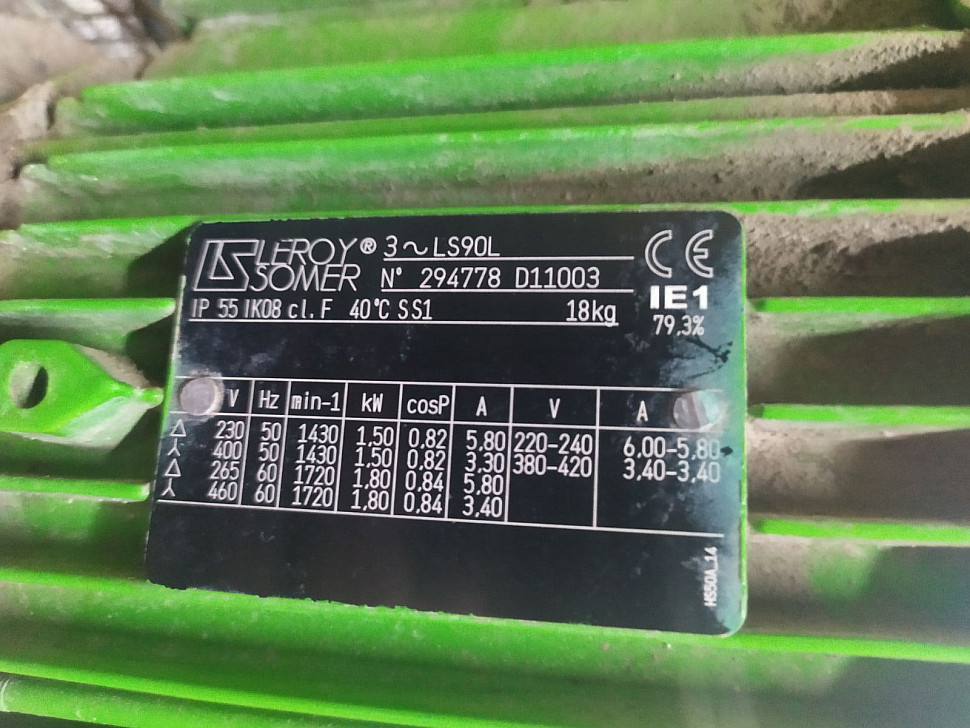 LEROY® 3~LS90L
SOMER N° 294778 D11003
CE
IP 55 IK08 cl.F 40°C SS1 18kg
IE1
79,3%
V Hz min-1 kW cosP A V A
Δ 230 50 1430 1,50 0,82 5,80 220-240 6,00-5,80
⅄ 400 50 1430 1,50 0,82 3,30 380-420 3,40-3,40
Δ 265 60 1720 1,80 0,84 5,80
⅄ 460 60 1720 1,80 0,84 3,40
HS50A_14